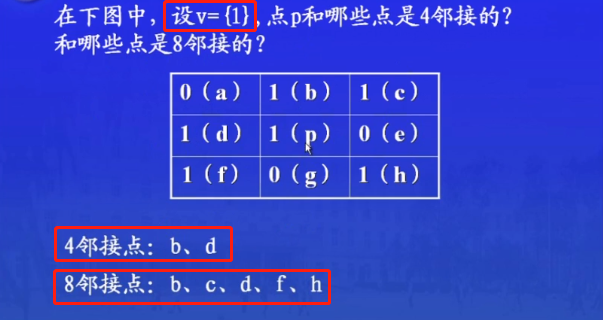 在下图中，设v={1}，点p和哪些点是4邻接的？
和哪些点是8邻接的？
0（a） 1（b） 1（c）
1（d） 1（p） 0（e）
1（f） 0（g） 1（h）
4邻接点：b、d
8邻接点：b、c、d、f、h